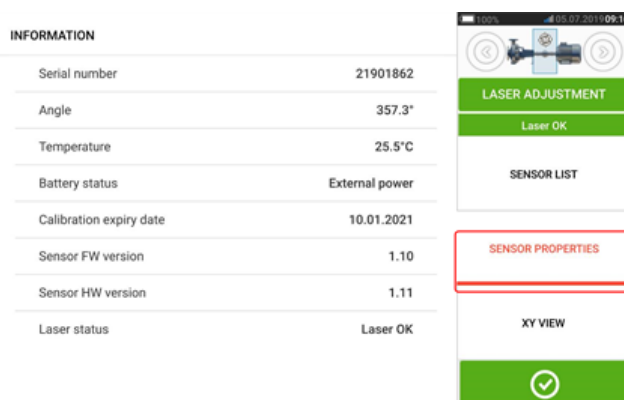 INFORMATION
Serial number 21901862
Angle 357.3°
Temperature 25.5°C
Battery status External power
Calibration expiry date 10.01.2021
Sensor FW version 1.10
Sensor HW version 1.11
Laser status Laser OK
100% 05.07.2019
LASER ADJUSTMENT
Laser OK
SENSOR LIST
SENSOR PROPERTIES
XY VIEW